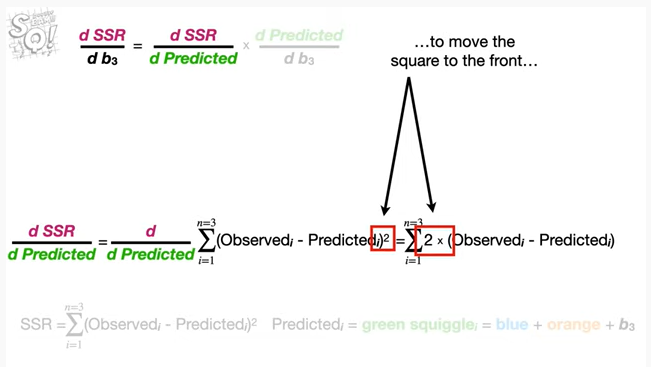 SQ!
d SSR / d b₃ = d SSR / d Predicted x d Predicted / d b₃
…to move the
square to the front…
d SSR / d Predicted = d / d Predicted n=3 ∑ i=1 (Observedᵢ - Predictedᵢ)² = n=3 ∑ i=1 2 x (Observedᵢ - Predictedᵢ)
SSR = n=3 ∑ i=1 (Observedᵢ - Predictedᵢ)² Predictedᵢ = green squiggleᵢ = blue + orange + b₃